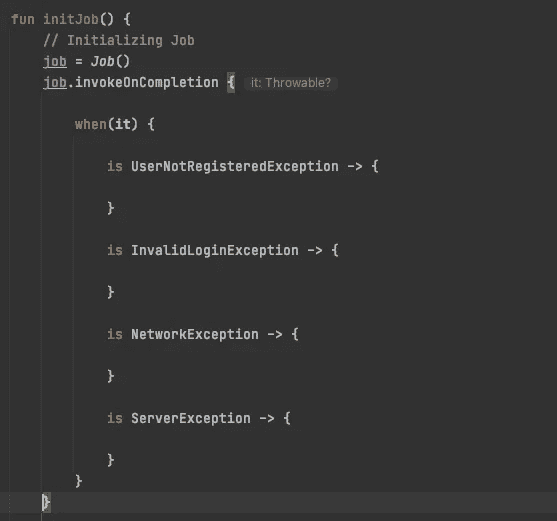 fun initJob() {
// Initializing Job
job = Job()
job.invokeOnCompletion { it: Throwable?
when(it) {
is UserNotRegisteredException -> {
}
is InvalidLoginException -> {
}
is NetworkException -> {
}
is ServerException -> {
}
}
}